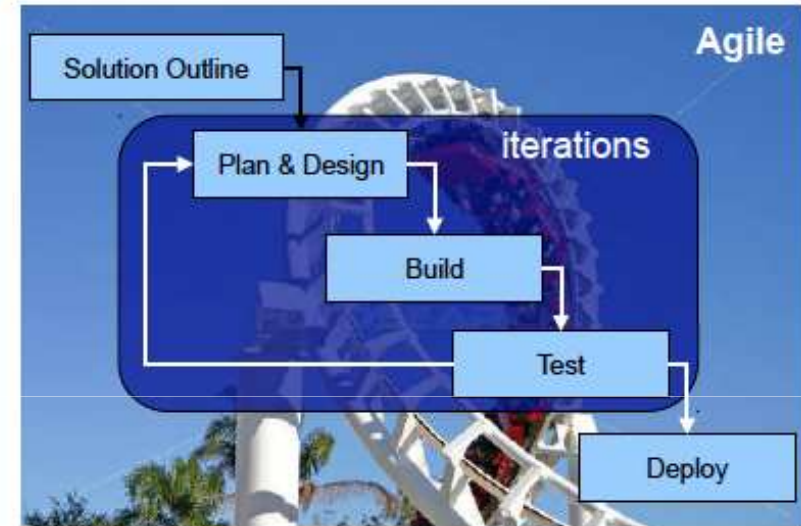 Agile
Solution Outline
iterations
Plan & Design
Build
Test
Deploy